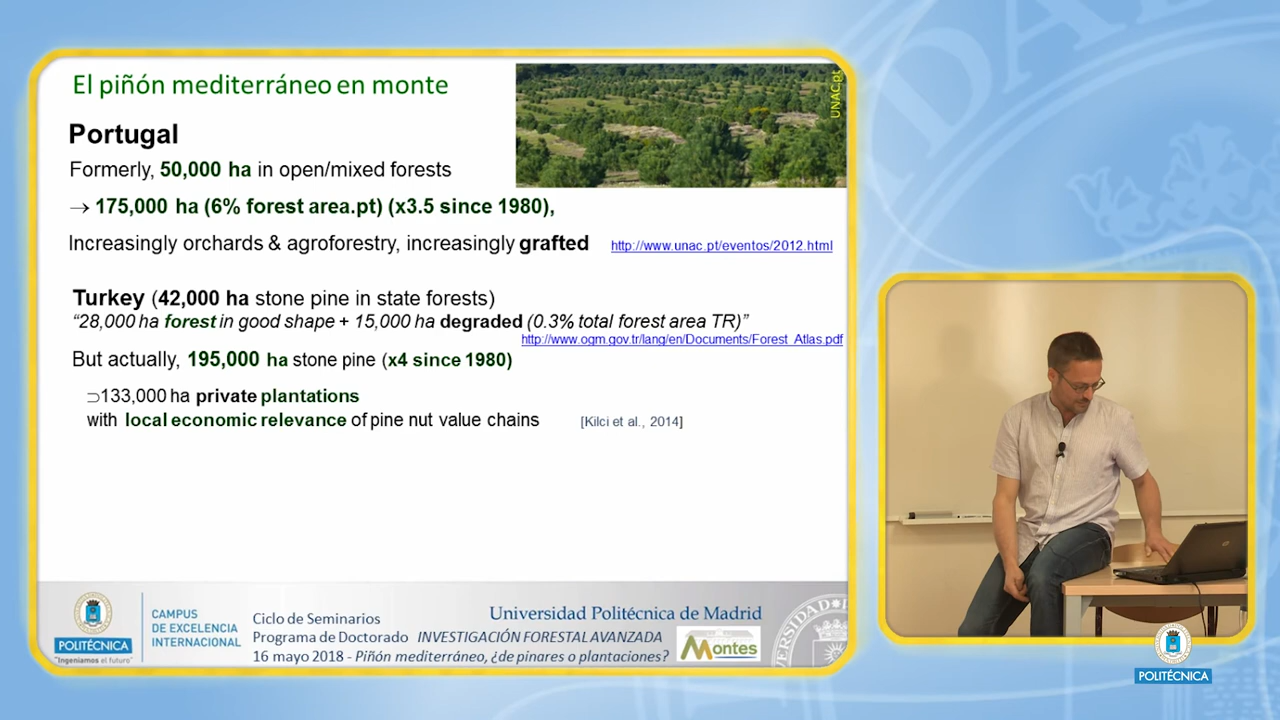 El piñón mediterráneo en monte
UNAC.pt
Portugal
Formerly, 50,000 ha in open/mixed forests
→ 175,000 ha (6% forest area.pt) (x3.5 since 1980),
Increasingly orchards & agroforestry, increasingly grafted http://www.unac.pt/eventos/2012.html
Turkey (42,000 ha stone pine in state forests)
“28,000 ha forest in good shape + 15,000 ha degraded (0.3% total forest area TR)”
http://www.ogm.gov.tr/lang/en/Documents/Forest_Atlas.pdf
But actually, 195,000 ha stone pine (x4 since 1980)
⊃133,000 ha private plantations
with local economic relevance of pine nut value chains [Kilci et al., 2014]
POLITÉCNICA
"Ingeniamos el futuro"
CAMPUS
DE EXCELENCIA
INTERNACIONAL
Ciclo de Seminarios Universidad Politécnica de Madrid
Programa de Doctorado INVESTIGACIÓN FORESTAL AVANZADA
16 mayo 2018 - Piñón mediterráneo, ¿de pinares o plantaciones?
Montes
POLITÉCNICA